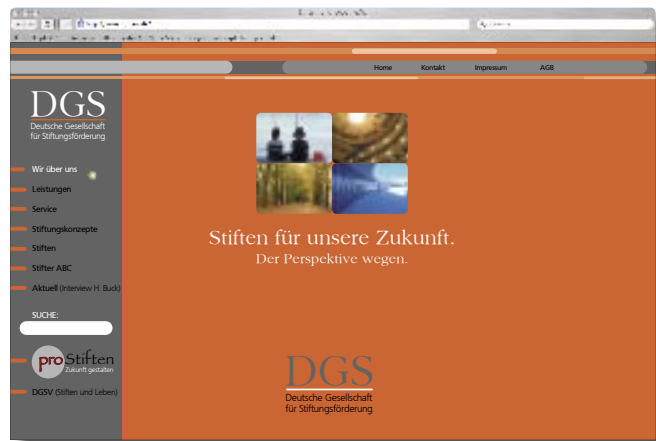 Home Kontakt Impressum AGB
DGS
Deutsche Gesellschaft
für Stiftungsförderung
Wir über uns
Leistungen
Service
Stiftungskonzepte
Stiften
Stifter ABC
Aktuell (Interview H. Buck)
SUCHE:
proStiften
Zukunft gestalten
DGSV (Stiften und Leben)
Stiften für unsere Zukunft.
Der Perspektive wegen.
DGS
Deutsche Gesellschaft
für Stiftungsförderung